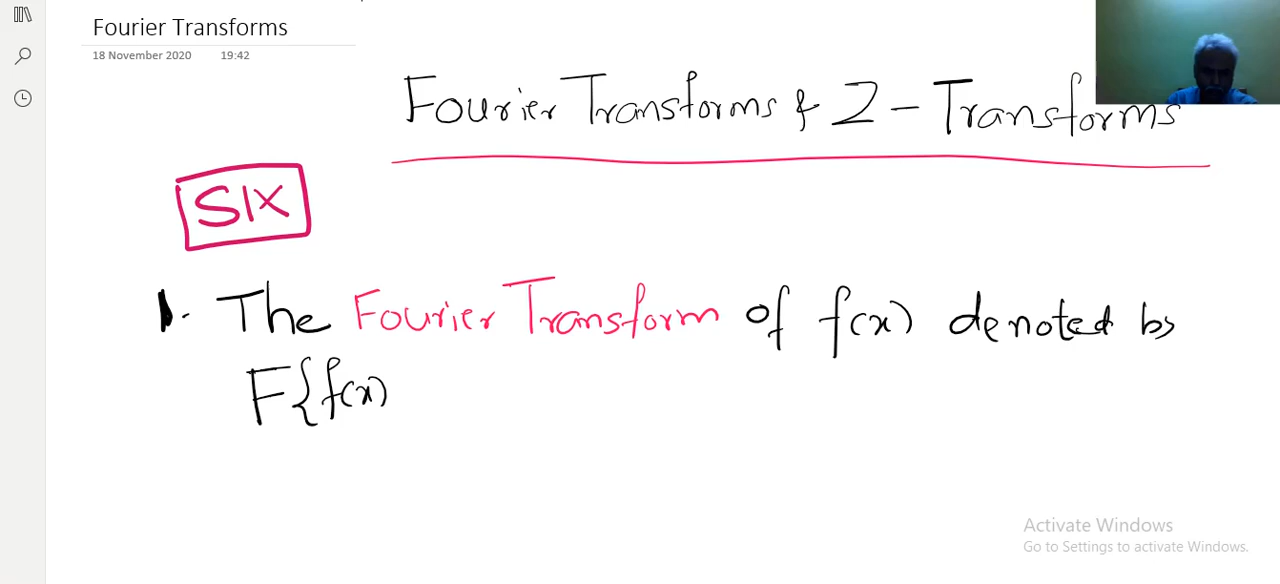 Fourier Transforms
18 November 2020 19:42
Fourier Transforms & Z - Transforms
SIX
1. The Fourier Transform of f(x) denoted by
F{f(x)
Activate Windows
Go to Settings to activate Windows.